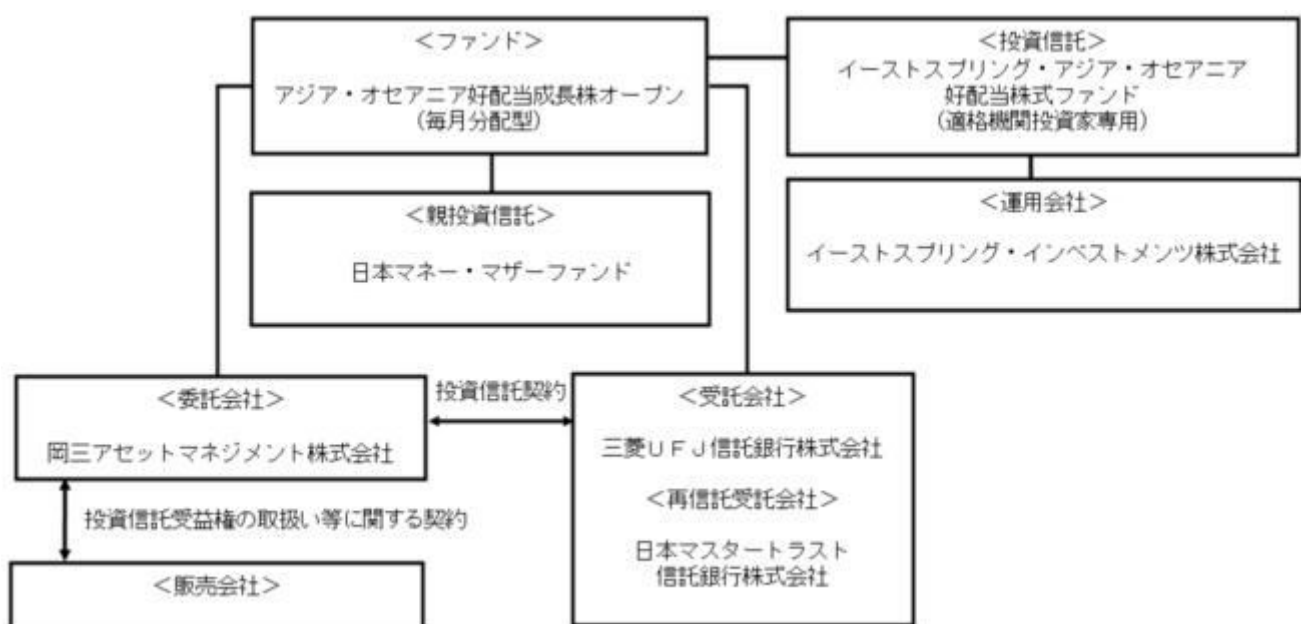 <ファンド>
アジア・オセアニア好配当成長株オープン
(毎月分配型)
<投資信託>
イーストスプリング・アジア・オセアニア
好配当株式ファンド
(適格機関投資家専用)
<親投資信託>
日本マネー・マザーファンド
<運用会社>
イーストスプリング・インベストメンツ株式会社
<委託会社>
岡三アセットマネジメント株式会社
投資信託契約
<受託会社>
三菱UFJ信託銀行株式会社
<再信託受託会社>
日本マスタートラスト
信託銀行株式会社
投資信託受益権の取扱い等に関する契約
<販売会社>